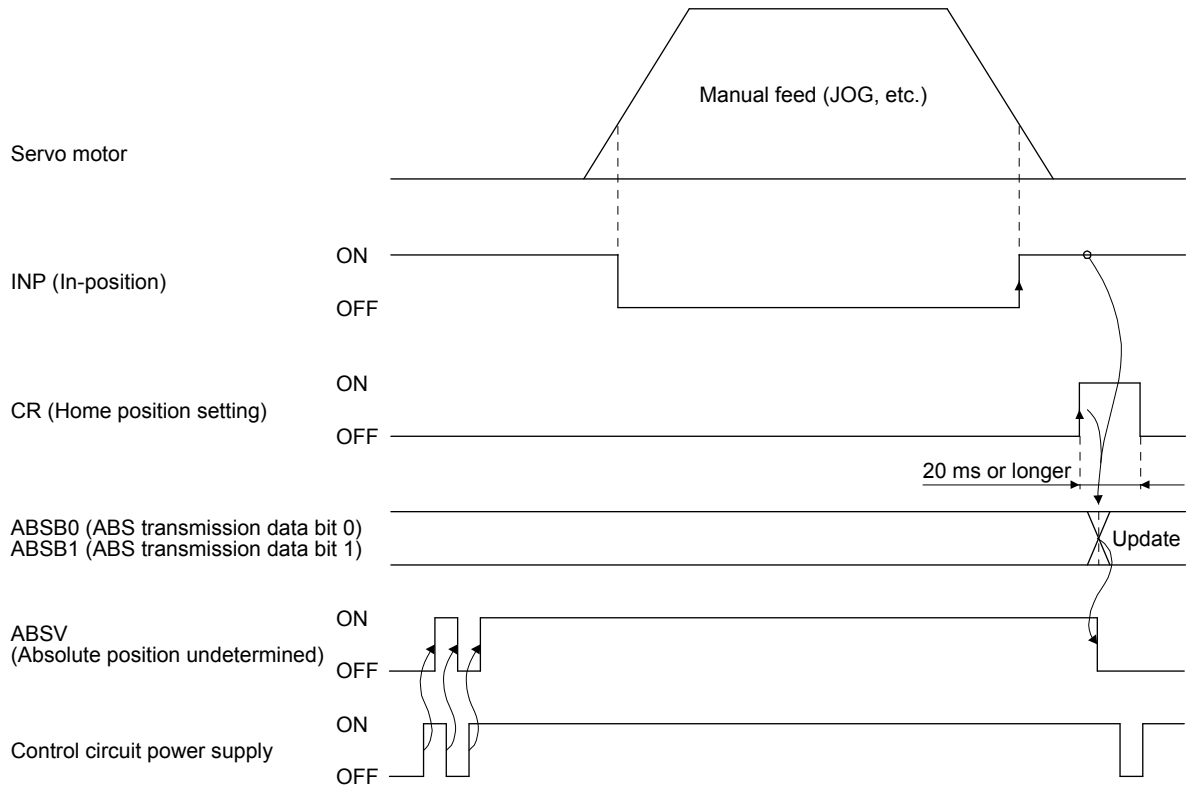 Manual feed (JOG, etc.)
Servo motor
ON
INP (In-position)
OFF
ON
CR (Home position setting)
OFF
20 ms or longer
ABSB0 (ABS transmission data bit 0)
ABSB1 (ABS transmission data bit 1)
Update
ON
ABSV
(Absolute position undetermined)
OFF
ON
Control circuit power supply
OFF